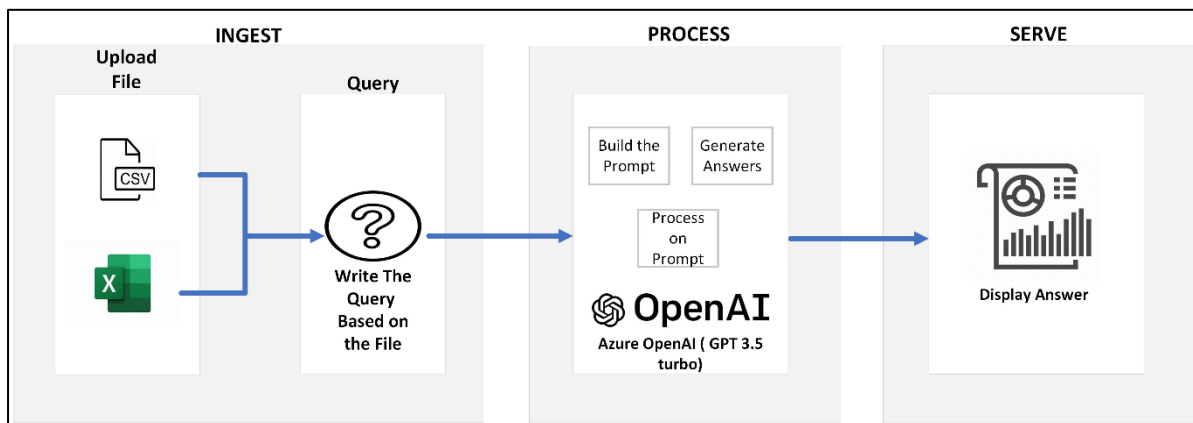 INGEST
Upload
File
CSV
X
Query
Write The
Query
Based on
the File
PROCESS
Build the
Prompt
Generate
Answers
Process
on
Prompt
OpenAI
Azure OpenAI ( GPT 3.5
turbo)
SERVE
Display Answer